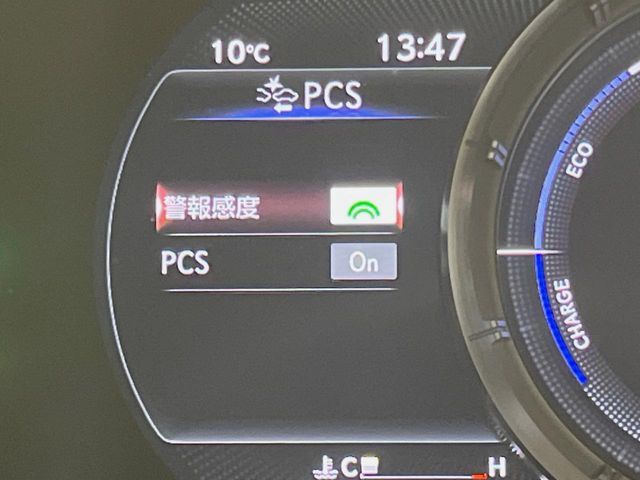 10℃
13:47
PCS
警報感度
PCS On
ECO
CHARGE
C H